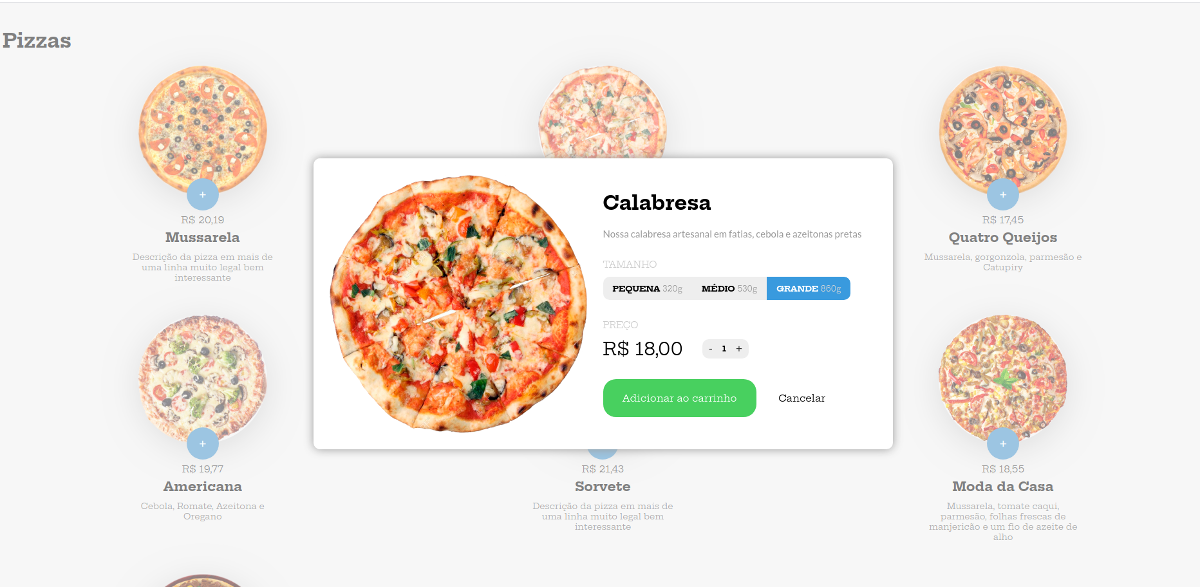 Pizzas
+
R$ 20,19
Mussarela
Descrição da pizza em mais de
uma linha muito legal bem
interessante
+
R$ 17,45
Quatro Queijos
Mussarela, gorgonzola, parmesão e
Catupiry
Calabresa
Nossa calabresa artesanal em fatias, cebola e azeitonas pretas
TAMANHO
PEQUENA 320g MÉDIO 530g GRANDE 860g
PREÇO
R$ 18,00 - 1 +
Adicionar ao carrinho Cancelar
+
R$ 19,77
Americana
Cebola, Romate, Azeitona e
Oregano
R$ 21,43
Sorvete
Descrição da pizza em mais de
uma linha muito legal bem
interessante
+
R$ 18,55
Moda da Casa
Mussarela, tomate caqui,
parmesão, folhas frescas de
manjericão e um fio de azeite de
alho